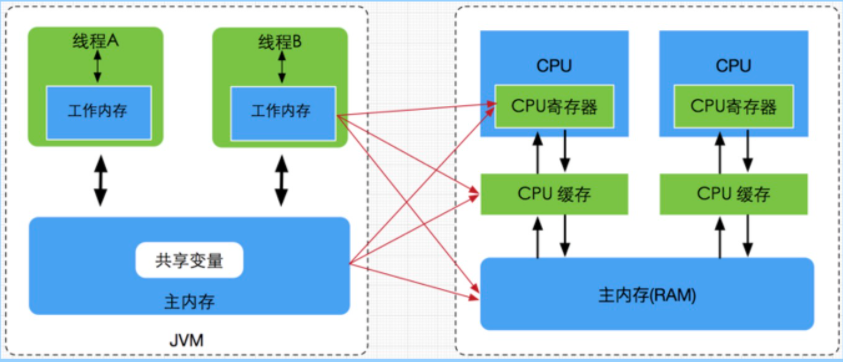 线程A
线程B
工作内存
工作内存
共享变量
主内存
JVM
CPU
CPU
CPU寄存器
CPU寄存器
CPU 缓存
CPU 缓存
主内存(RAM)